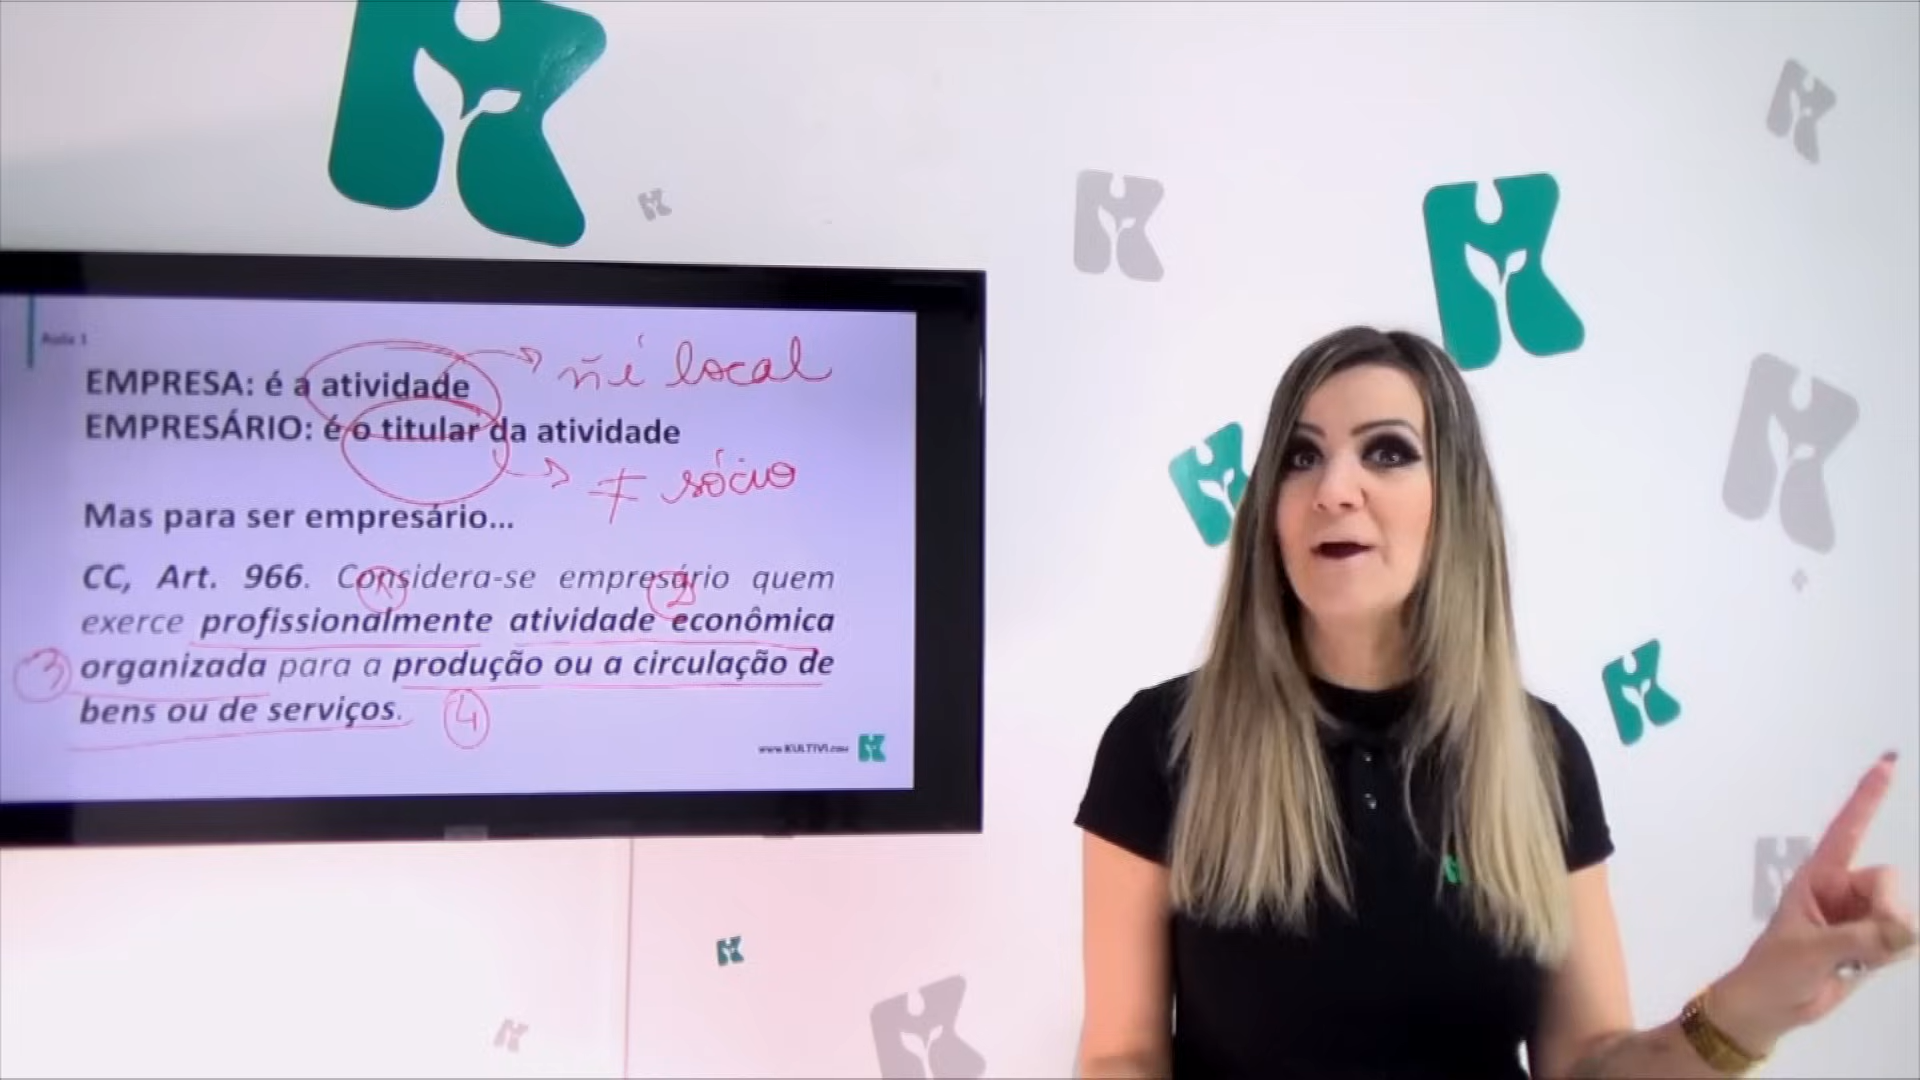 Aula 1
EMPRESA: é a atividade → ñ é local
EMPRESÁRIO: é o titular da atividade
→ ≠ sócio
Mas para ser empresário...
CC, Art. 966. Considera-se empresário quem
1 2
exerce profissionalmente atividade econômica
3 organizada para a produção ou a circulação de
bens ou de serviços. 4
www.KULTIVI.com